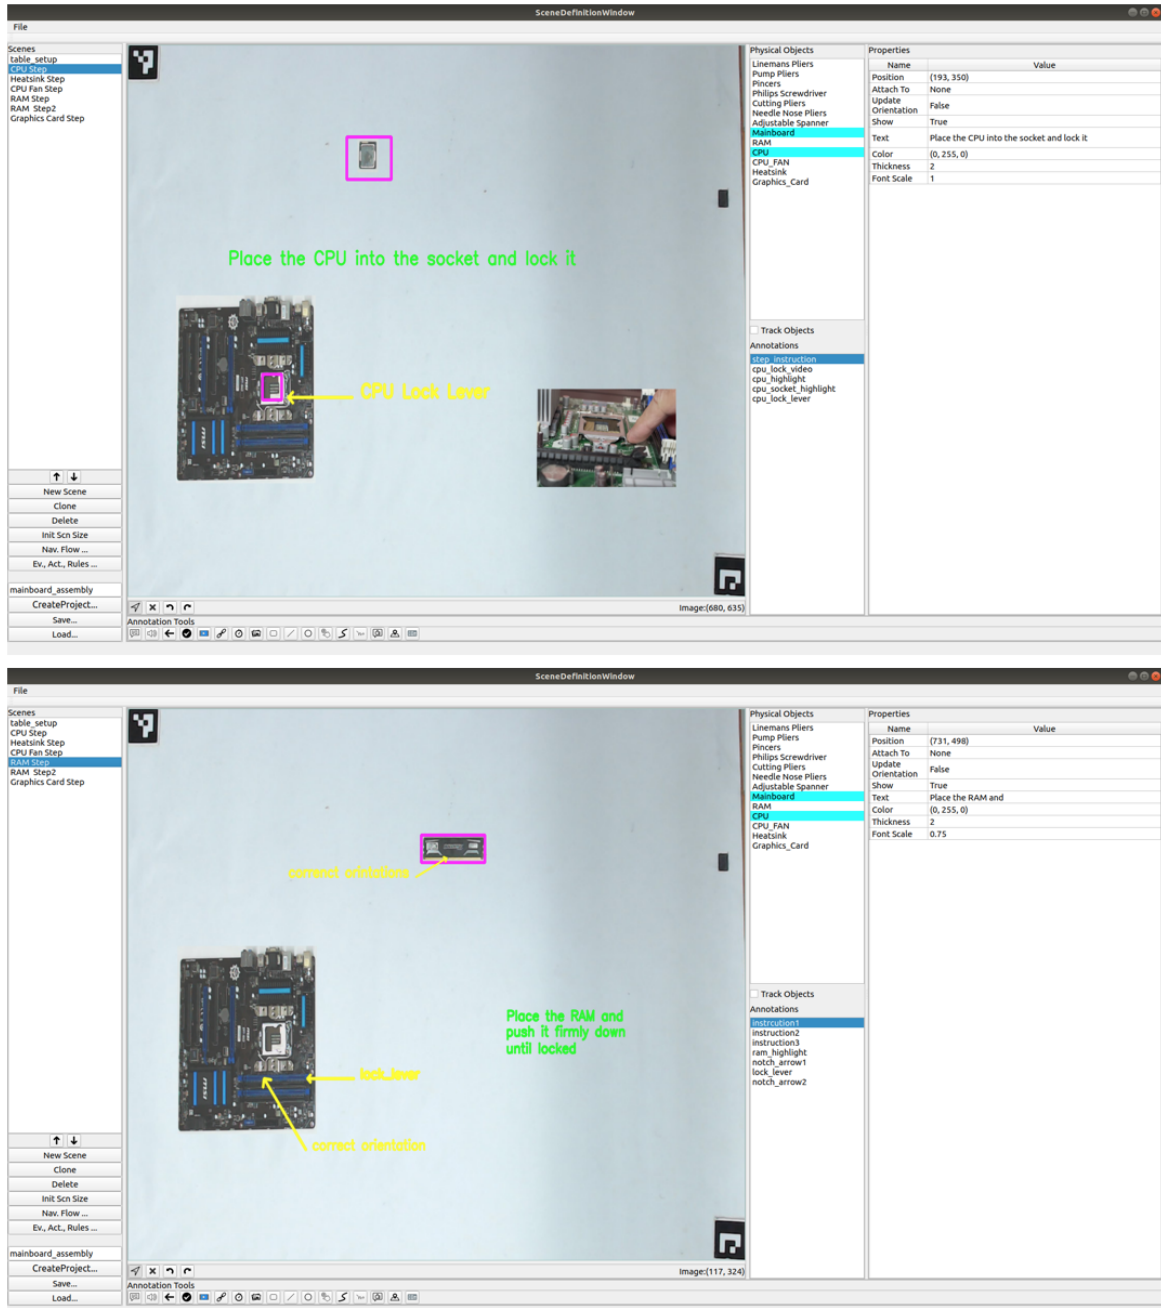 SceneDefinitionWindow
File
Scenes
table_setup
CPU Step
Heatsink Step
CPU Fan Step
RAM Step
RAM Step2
Graphics Card Step
New Scene
Clone
Delete
Init Scn Size
Nav. Flow ...
Ev., Act., Rules ...
mainboard_assembly
CreateProject...
Save...
Load...
Place the CPU into the socket and lock it
CPU Lock Lever
Image:(680, 635)
Annotation Tools
Physical Objects
Linemans Pliers
Pump Pliers
Pincers
Philips Screwdriver
Cutting Pliers
Needle Nose Pliers
Adjustable Spanner
Mainboard
RAM
CPU
CPU_FAN
Heatsink
Graphics_Card
Track Objects
Annotations
step_instruction
cpu_lock_video
cpu_highlight
cpu_socket_highlight
cpu_lock_lever
Properties
Name Value
Position (193, 350)
Attach To None
Update Orientation False
Show True
Text Place the CPU into the socket and lock it
Color (0, 255, 0)
Thickness 2
Font Scale 1
SceneDefinitionWindow
File
Scenes
table_setup
CPU Step
Heatsink Step
CPU Fan Step
RAM Step
RAM Step2
Graphics Card Step
New Scene
Clone
Delete
Init Scn Size
Nav. Flow ...
Ev., Act., Rules ...
mainboard_assembly
CreateProject...
Save...
Load...
correct orintations
Place the RAM and
push it firmly down
until locked
lock_lever
correct orientation
Image:(117, 324)
Annotation Tools
Physical Objects
Linemans Pliers
Pump Pliers
Pincers
Philips Screwdriver
Cutting Pliers
Needle Nose Pliers
Adjustable Spanner
Mainboard
RAM
CPU
CPU_FAN
Heatsink
Graphics_Card
Track Objects
Annotations
instrcution1
instruction2
instruction3
ram_highlight
notch_arrow1
lock_lever
notch_arrow2
Properties
Name Value
Position (731, 498)
Attach To None
Update Orientation False
Show True
Text Place the RAM and
Color (0, 255, 0)
Thickness 2
Font Scale 0.75